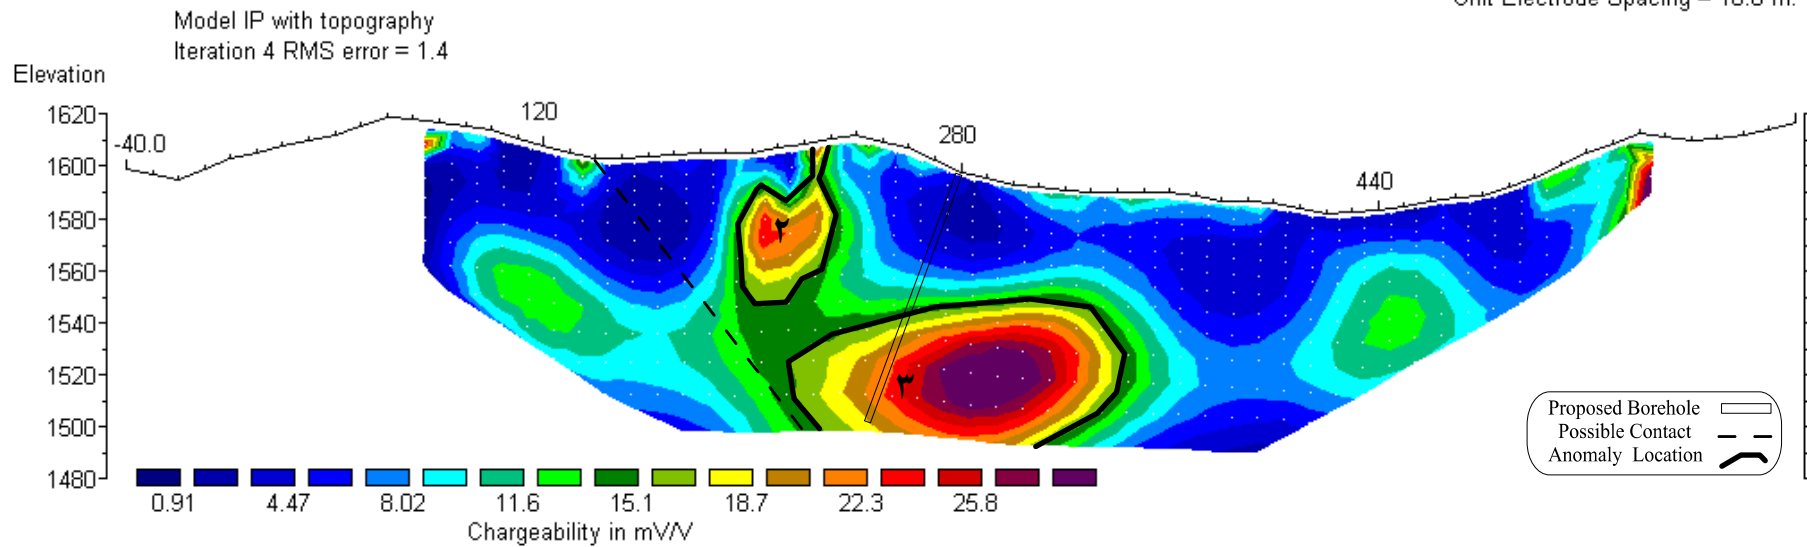 Model IP with topography
Iteration 4 RMS error = 1.4
Elevation
1620
1600
1580
1560
1540
1520
1500
1480
-40.0
120
280
440
۲
۳
0.91 4.47 8.02 11.6 15.1 18.7 22.3 25.8
Chargeability in mV/V
Proposed Borehole
Possible Contact
Anomaly Location